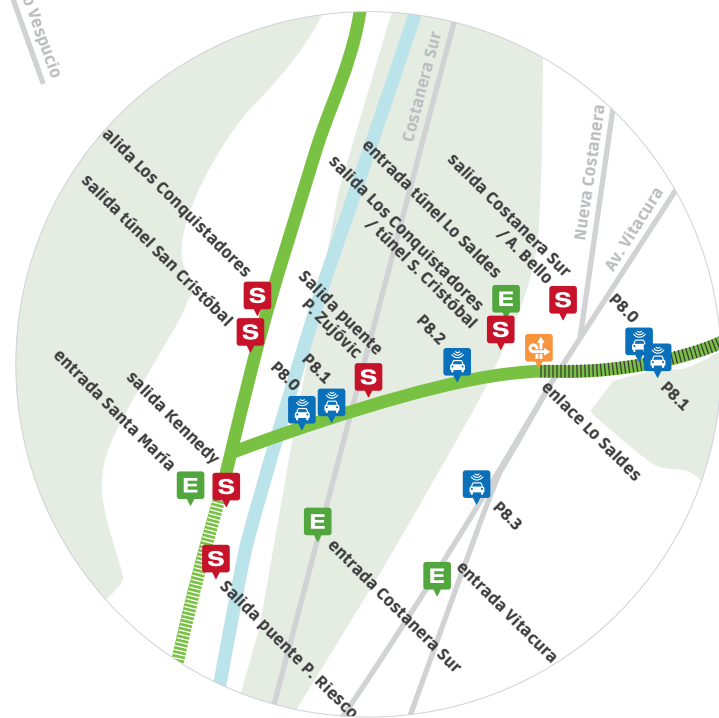 o Vespucio
Costanera Sur
Nueva Costanera
Av. Vitacura
alida Los Conquistadores
salida túnel San Cristóbal
entrada túnel Lo Saldes
salida Los Conquistadores
/ túnel S. Cristóbal
salida Costanera Sur
/ A. Bello
S
S
E
S
S
Salida puente
P. Zujôvic
S
P8.2
P8.0
P8.1
P8.0
P8.1
enlace Lo Saldes
entrada Santa María
salida Kennedy
E
S
S
Salida puente P. Riesco
E
entrada Costanera Sur
P8.3
E
entrada Vitacura